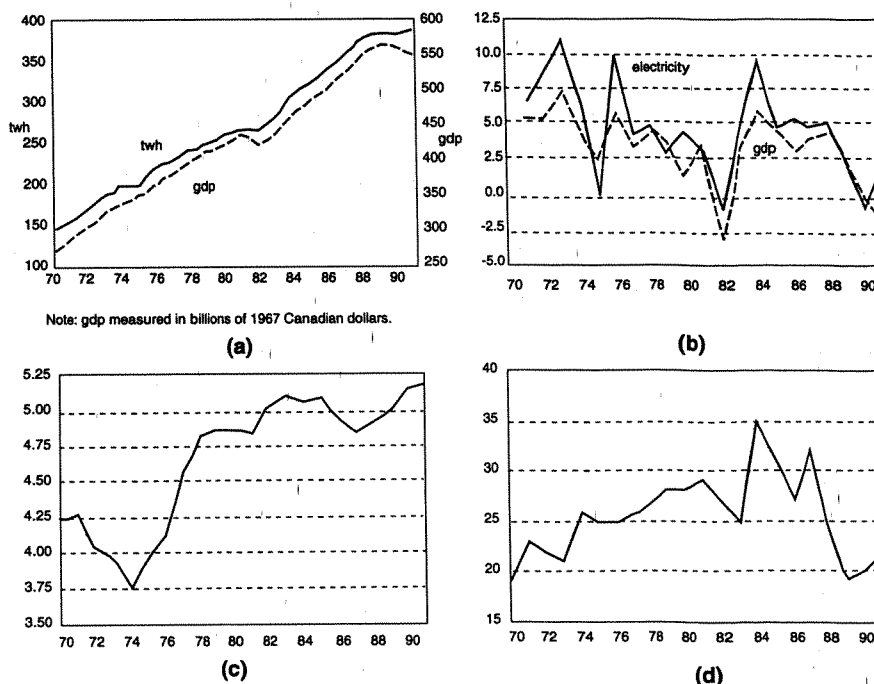 400
350
300
250
200
150
100
twh
600
550
500
450
400
350
300
250
gdp
twh
gdp
70 72 74 76 78 80 82 84 86 88 90
Note: gdp measured in billions of 1967 Canadian dollars.
(a)
12.5
10.0
7.5
5.0
2.5
0.0
-2.5
-5.0
electricity
gdp
70 72 74 76 78 80 82 84 86 88 90
(b)
5.25
5.00
4.75
4.50
4.25
4.00
3.75
3.50
70 72 74 76 78 80 82 84 86 88 90
(c)
40
35
30
25
20
15
70 72 74 76 78 80 82 84 86 88 90
(d)